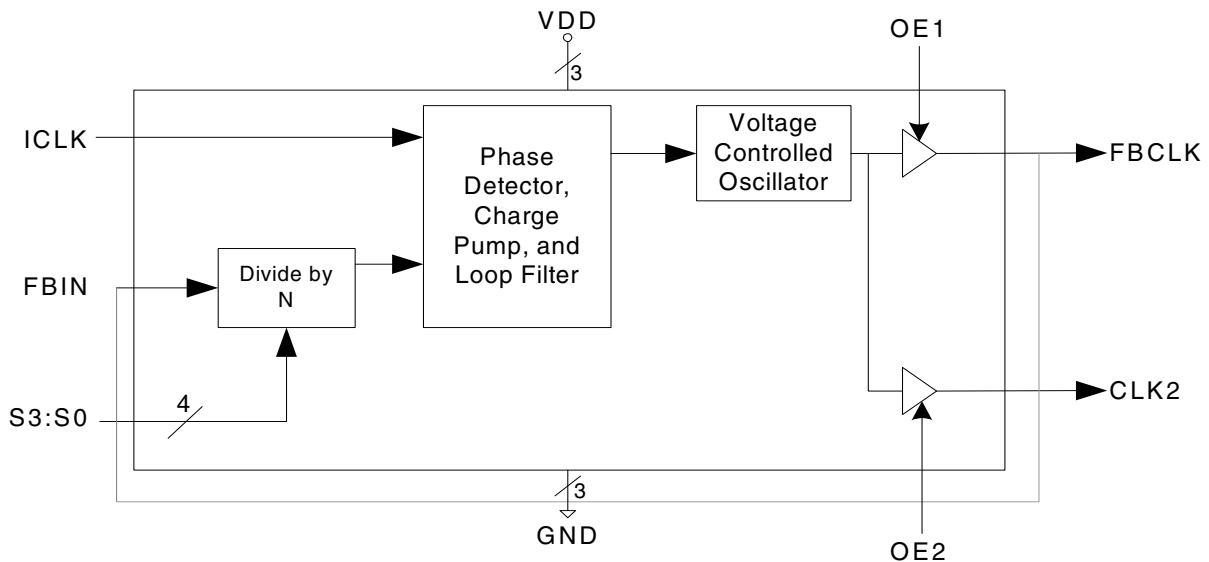 VDD
OE1
3
ICLK
Phase
Detector,
Charge
Pump, and
Loop Filter
Voltage
Controlled
Oscillator
FBCLK
FBIN
Divide by
N
S3:S0
4
CLK2
3
GND
OE2